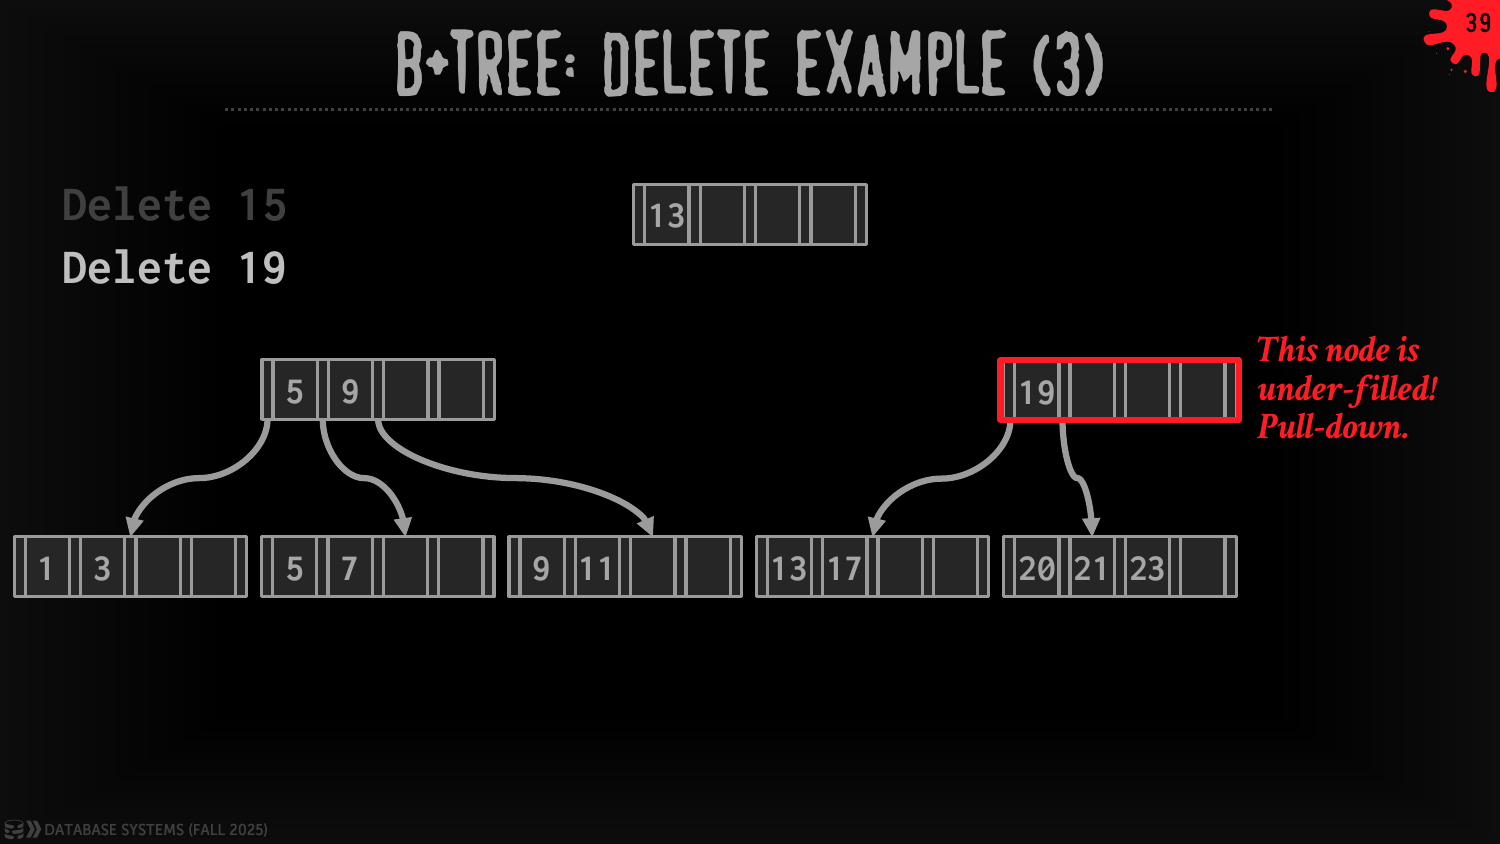 39
B+TREE: DELETE EXAMPLE (3)
Delete 15
Delete 19
13
5 9
19
This node is
under-filled!
Pull-down.
1 3
5 7
9 11
13 17
20 21 23
DATABASE SYSTEMS (FALL 2025)